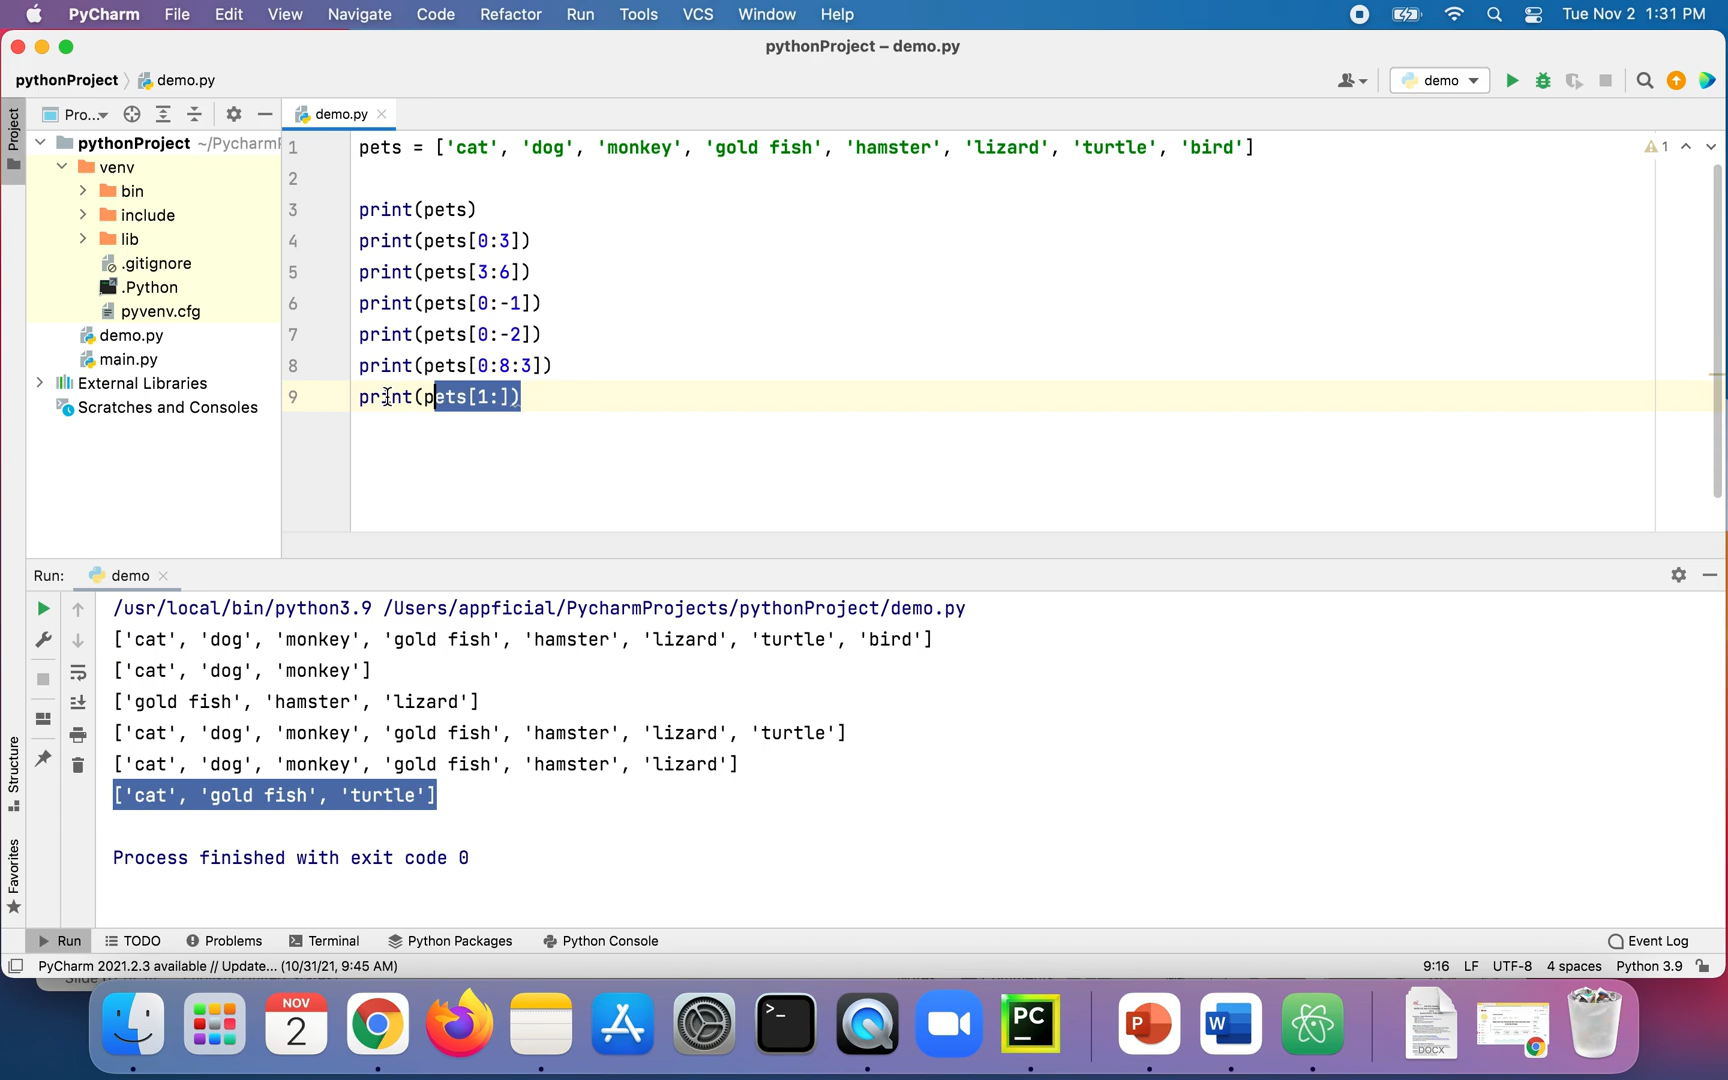 PyCharm File Edit View Navigate Code Refactor Run Tools VCS Window Help Tue Nov 2 1:31 PM
pythonProject – demo.py
pythonProject demo.py demo
Project
Pro... demo.py
pythonProject ~/Pycharm
venv
bin
include
lib
.gitignore
.Python
pyvenv.cfg
demo.py
main.py
External Libraries
Scratches and Consoles
1 pets = ['cat', 'dog', 'monkey', 'gold fish', 'hamster', 'lizard', 'turtle', 'bird'] 1
2
3 print(pets)
4 print(pets[0:3])
5 print(pets[3:6])
6 print(pets[0:-1])
7 print(pets[0:-2])
8 print(pets[0:8:3])
9 print(pets[1:])
Run: demo
/usr/local/bin/python3.9 /Users/appficial/PycharmProjects/pythonProject/demo.py
['cat', 'dog', 'monkey', 'gold fish', 'hamster', 'lizard', 'turtle', 'bird']
['cat', 'dog', 'monkey']
['gold fish', 'hamster', 'lizard']
['cat', 'dog', 'monkey', 'gold fish', 'hamster', 'lizard', 'turtle']
['cat', 'dog', 'monkey', 'gold fish', 'hamster', 'lizard']
['cat', 'gold fish', 'turtle']
Process finished with exit code 0
Structure
Favorites
Run TODO Problems Terminal Python Packages Python Console Event Log
PyCharm 2021.2.3 available // Update... (10/31/21, 9:45 AM) 9:16 LF UTF-8 4 spaces Python 3.9
NOV
2
PC
P
W
DOCX